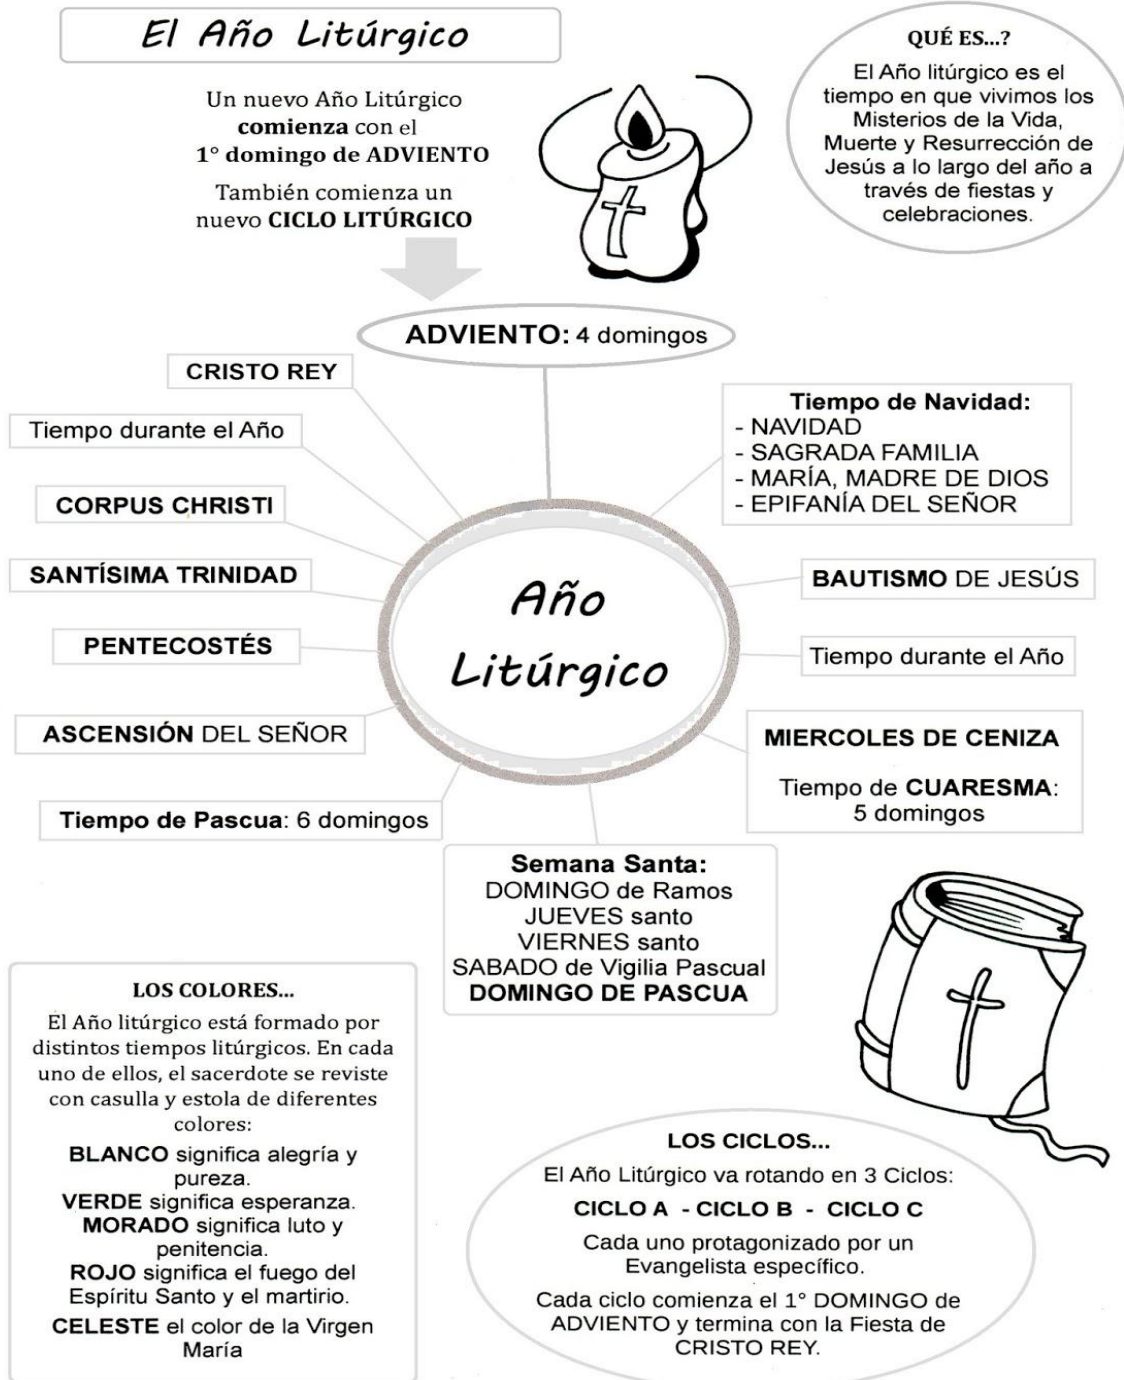 El Año Litúrgico
Un nuevo Año Litúrgico
comienza con el
1° domingo de ADVIENTO
También comienza un
nuevo CICLO LITÚRGICO
QUÉ ES...?
El Año litúrgico es el
tiempo en que vivimos los
Misterios de la Vida,
Muerte y Resurrección de
Jesús a lo largo del año a
través de fiestas y
celebraciones.
ADVIENTO: 4 domingos
Tiempo de Navidad:
- NAVIDAD
- SAGRADA FAMILIA
- MARÍA, MADRE DE DIOS
- EPIFANÍA DEL SEÑOR
BAUTISMO DE JESÚS
Tiempo durante el Año
MIERCOLES DE CENIZA
Tiempo de CUARESMA:
5 domingos
Semana Santa:
DOMINGO de Ramos
JUEVES santo
VIERNES santo
SABADO de Vigilia Pascual
DOMINGO DE PASCUA
Tiempo de Pascua: 6 domingos
ASCENSIÓN DEL SEÑOR
PENTECOSTÉS
SANTÍSIMA TRINIDAD
CORPUS CHRISTI
Tiempo durante el Año
CRISTO REY
Año
Litúrgico
LOS COLORES...
El Año litúrgico está formado por
distintos tiempos litúrgicos. En cada
uno de ellos, el sacerdote se reviste
con casulla y estola de diferentes
colores:
BLANCO significa alegría y
pureza.
VERDE significa esperanza.
MORADO significa luto y
penitencia.
ROJO significa el fuego del
Espíritu Santo y el martirio.
CELESTE el color de la Virgen
María
LOS CICLOS...
El Año Litúrgico va rotando en 3 Ciclos:
CICLO A - CICLO B - CICLO C
Cada uno protagonizado por un
Evangelista específico.
Cada ciclo comienza el 1° DOMINGO de
ADVIENTO y termina con la Fiesta de
CRISTO REY.